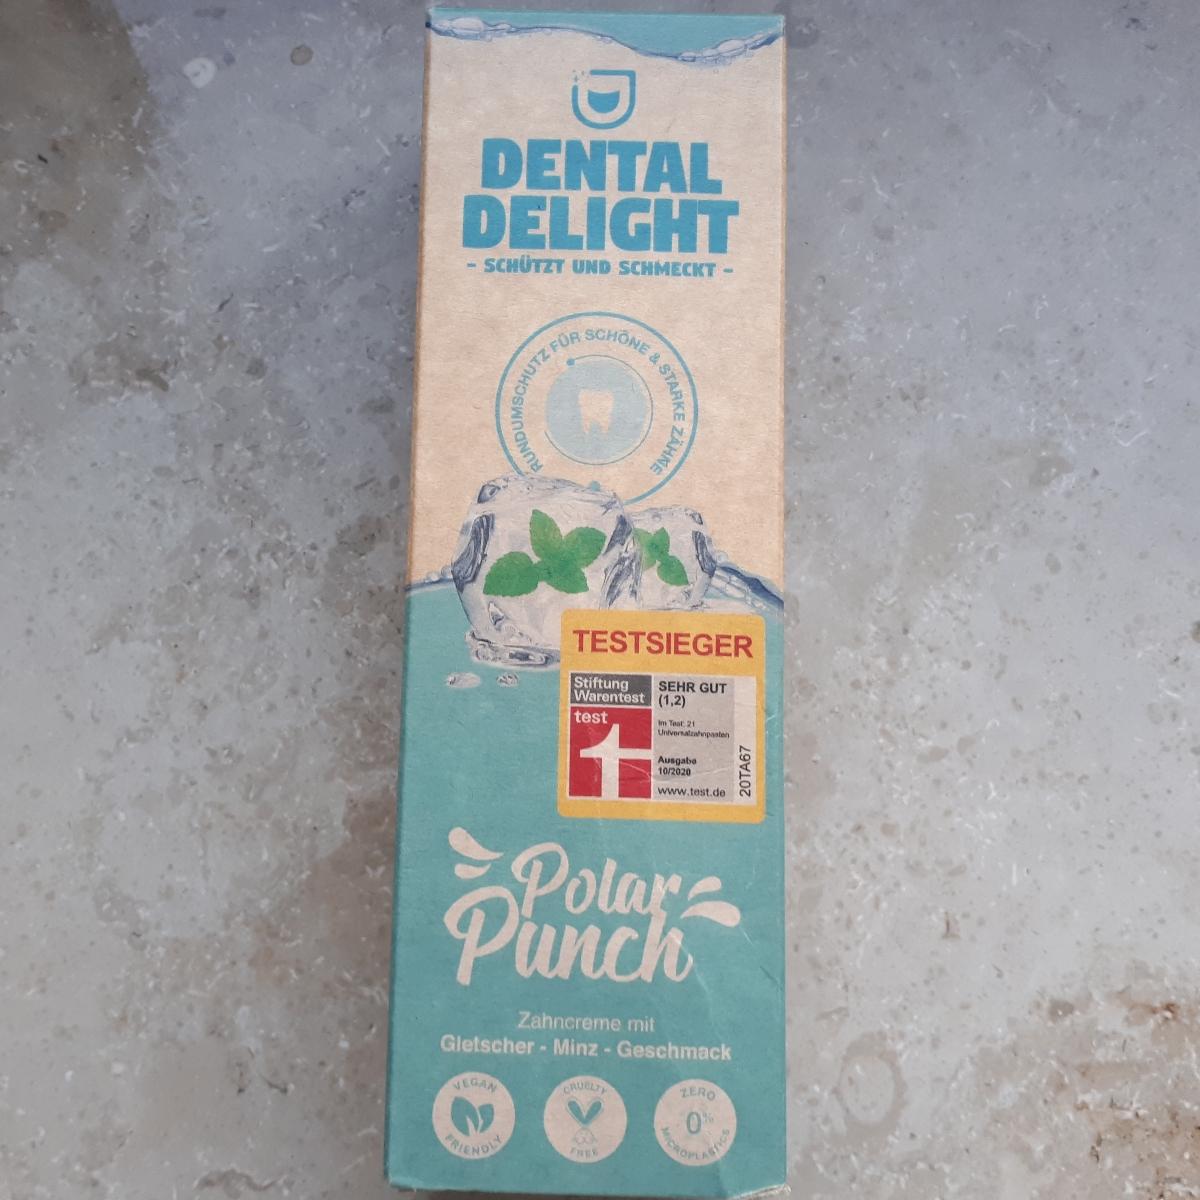 DENTAL
DELIGHT
- SCHÜTZT UND SCHMECKT -
RUNDUMSCHUTZ FÜR SCHÖNE & STARKE ZÄHNE
TESTSIEGER
Stiftung
Warentest
test
SEHR GUT
(1,2)
Im Test: 21
Universalzahnpasten
Ausgabe
10/2020
www.test.de
20TA67
Polar
Punch
Zahncreme mit
Gletscher - Minz - Geschmack
VEGAN
FRIENDLY
CRUELTY
FREE
ZERO
0%
MICROPLASTICS